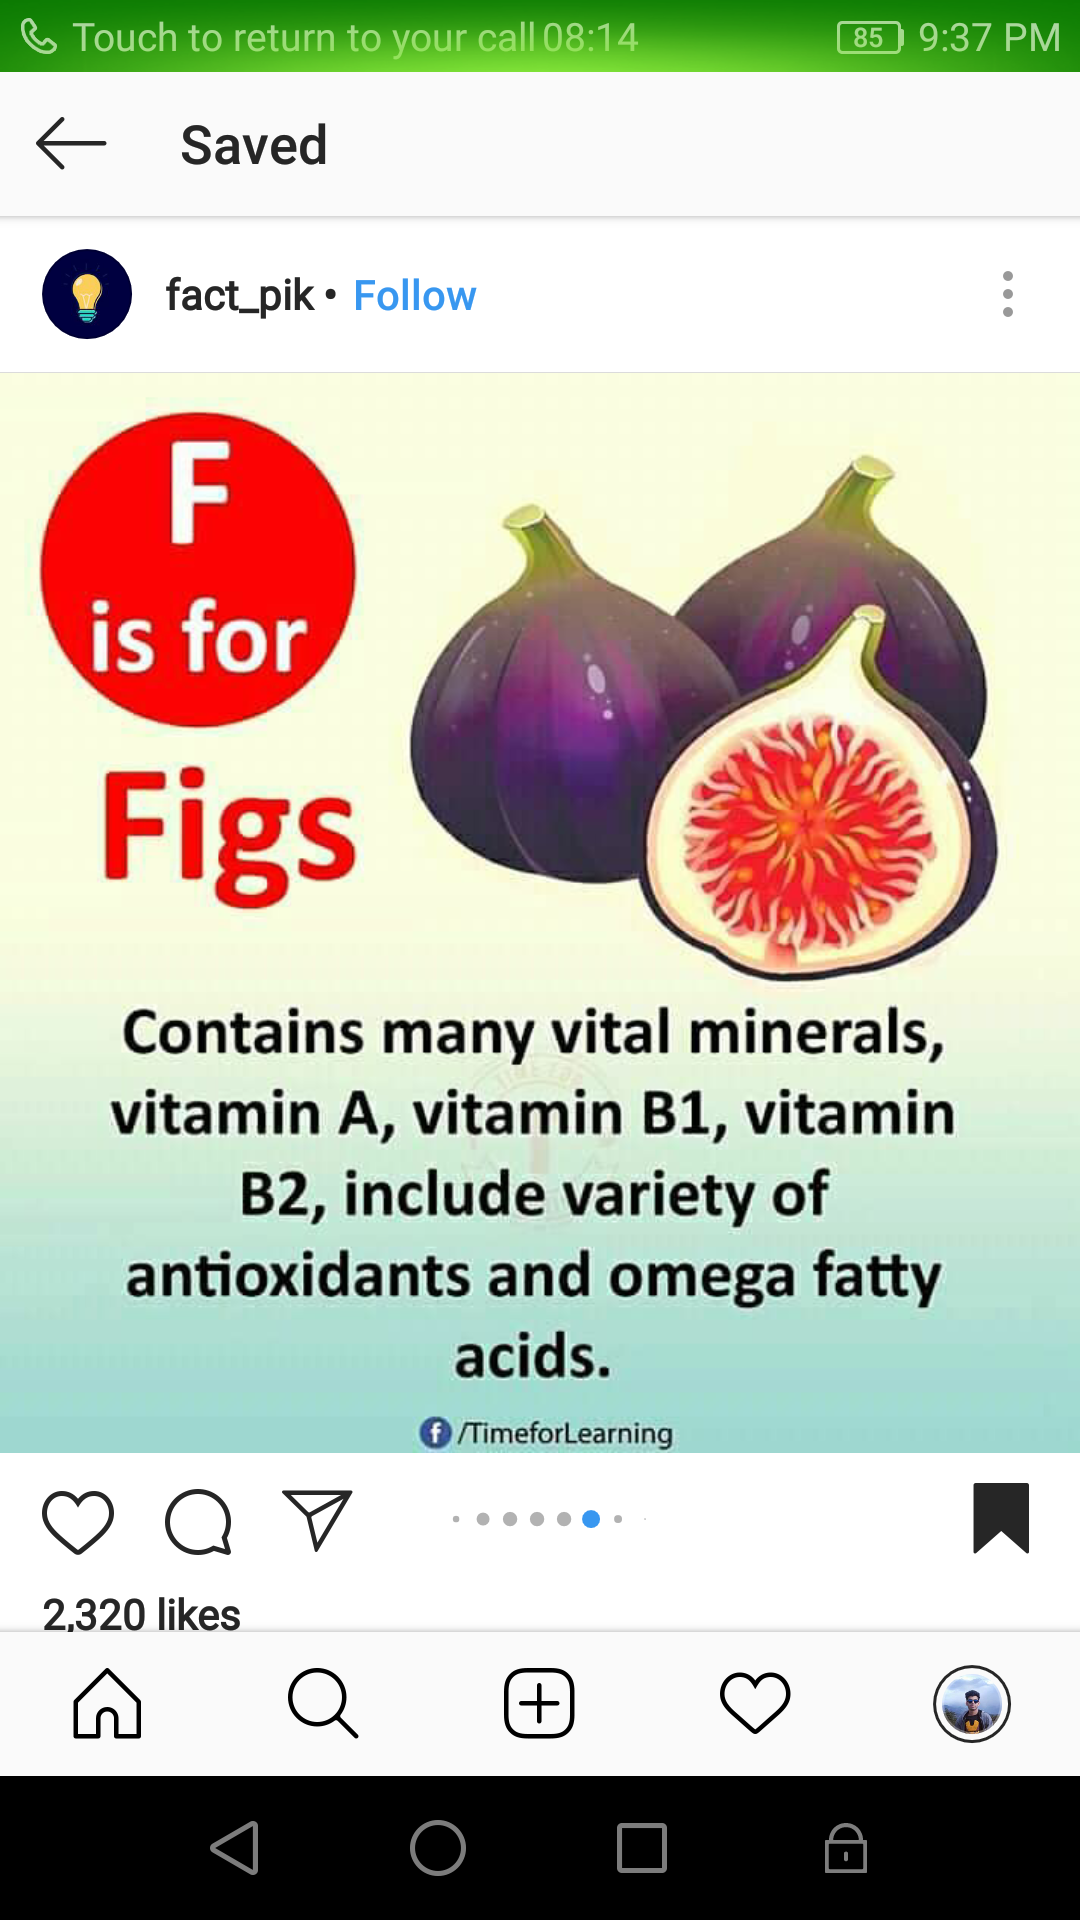 Touch to return to your call 08:14 85 9:37 PM
Saved
fact_pik • Follow
F
is for
Figs
Contains many vital minerals,
vitamin A, vitamin B1, vitamin
B2, include variety of
antioxidants and omega fatty
acids.
f /TimeforLearning
2,320 likes